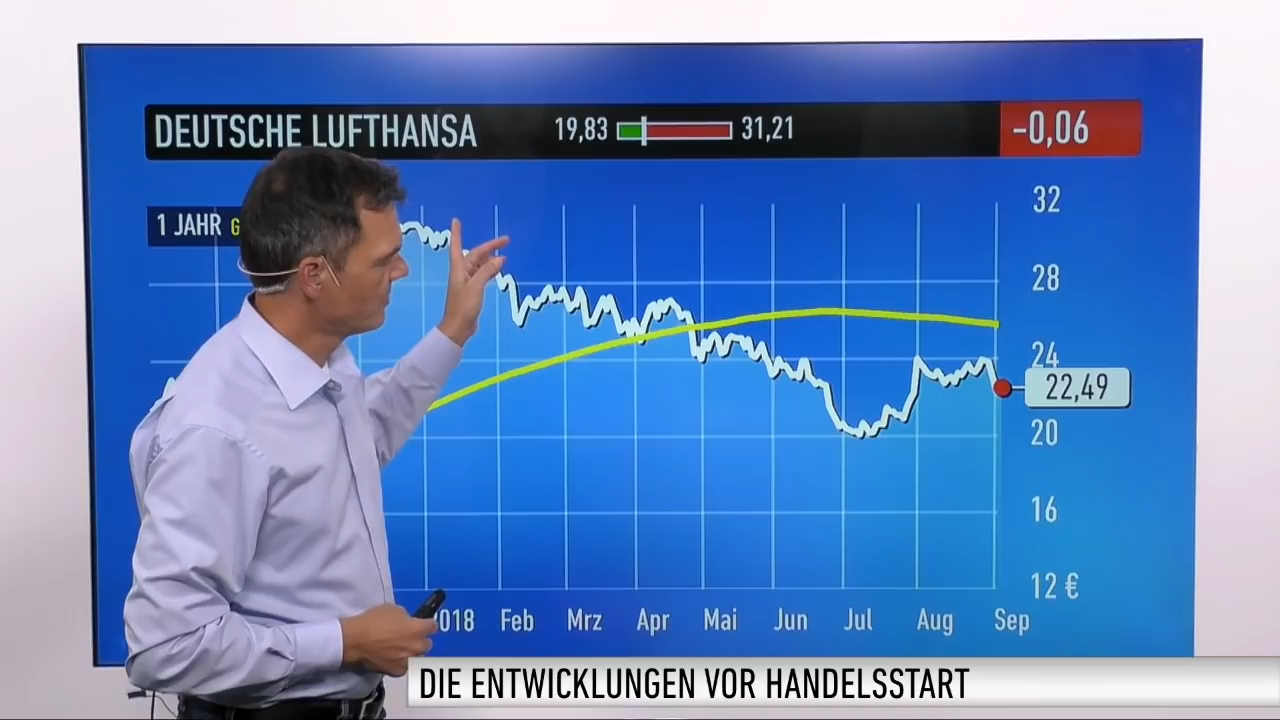 DEUTSCHE LUFTHANSA 19,83 31,21 -0,06
1 JAHR G
32
28
24
22,49
20
16
12 €
2018 Feb Mrz Apr Mai Jun Jul Aug Sep
DIE ENTWICKLUNGEN VOR HANDELSSTART